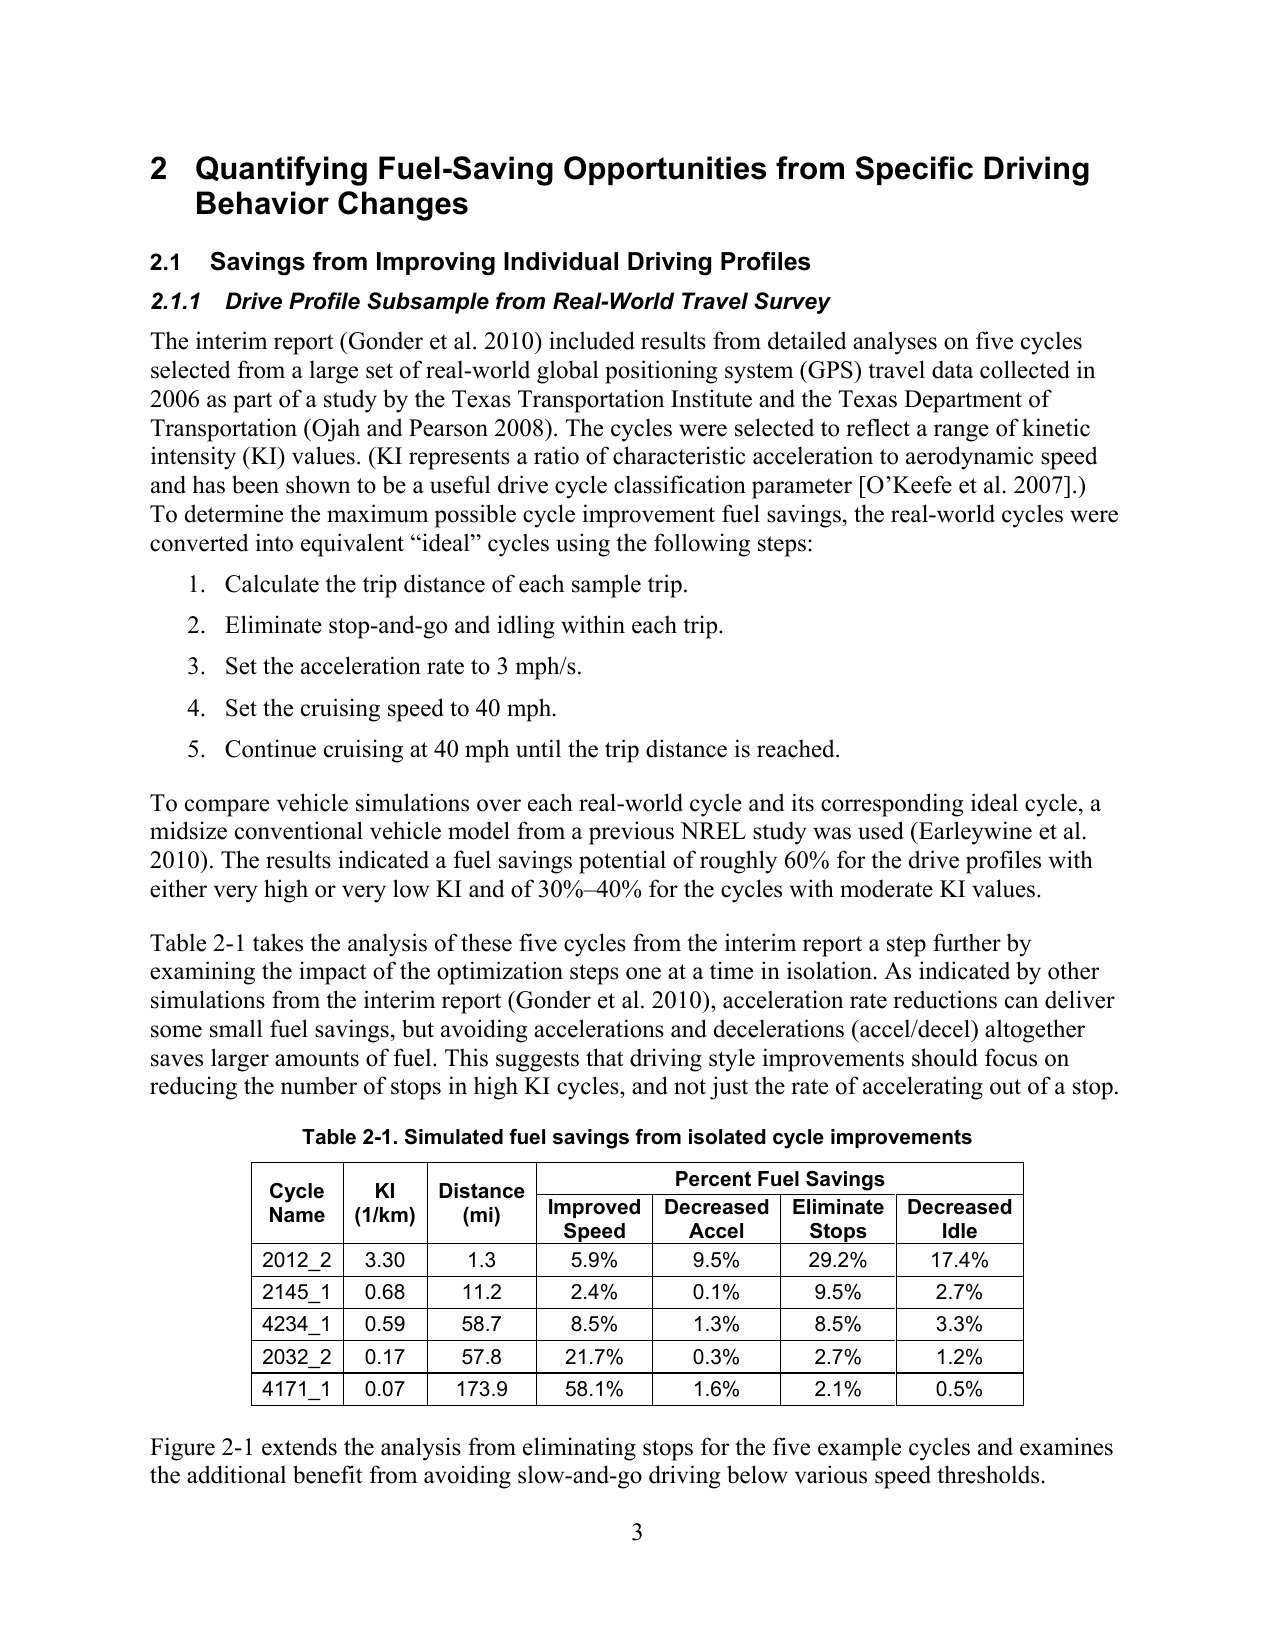 2 Quantifying Fuel-Saving Opportunities from Specific Driving
Behavior Changes
2.1 Savings from Improving Individual Driving Profiles
2.1.1 Drive Profile Subsample from Real-World Travel Survey
The interim report (Gonder et al. 2010) included results from detailed analyses on five cycles
selected from a large set of real-world global positioning system (GPS) travel data collected in
2006 as part of a study by the Texas Transportation Institute and the Texas Department of
Transportation (Ojah and Pearson 2008). The cycles were selected to reflect a range of kinetic
intensity (KI) values. (KI represents a ratio of characteristic acceleration to aerodynamic speed
and has been shown to be a useful drive cycle classification parameter [O’Keefe et al. 2007].)
To determine the maximum possible cycle improvement fuel savings, the real-world cycles were
converted into equivalent “ideal” cycles using the following steps:
1. Calculate the trip distance of each sample trip.
2. Eliminate stop-and-go and idling within each trip.
3. Set the acceleration rate to 3 mph/s.
4. Set the cruising speed to 40 mph.
5. Continue cruising at 40 mph until the trip distance is reached.
To compare vehicle simulations over each real-world cycle and its corresponding ideal cycle, a
midsize conventional vehicle model from a previous NREL study was used (Earleywine et al.
2010). The results indicated a fuel savings potential of roughly 60% for the drive profiles with
either very high or very low KI and of 30%–40% for the cycles with moderate KI values.
Table 2-1 takes the analysis of these five cycles from the interim report a step further by
examining the impact of the optimization steps one at a time in isolation. As indicated by other
simulations from the interim report (Gonder et al. 2010), acceleration rate reductions can deliver
some small fuel savings, but avoiding accelerations and decelerations (accel/decel) altogether
saves larger amounts of fuel. This suggests that driving style improvements should focus on
reducing the number of stops in high KI cycles, and not just the rate of accelerating out of a stop.
Table 2-1. Simulated fuel savings from isolated cycle improvements
Cycle Name KI (1/km) Distance (mi) Percent Fuel Savings
Improved Speed Decreased Accel Eliminate Stops Decreased Idle
2012_2 3.30 1.3 5.9% 9.5% 29.2% 17.4%
2145_1 0.68 11.2 2.4% 0.1% 9.5% 2.7%
4234_1 0.59 58.7 8.5% 1.3% 8.5% 3.3%
2032_2 0.17 57.8 21.7% 0.3% 2.7% 1.2%
4171_1 0.07 173.9 58.1% 1.6% 2.1% 0.5%
Figure 2-1 extends the analysis from eliminating stops for the five example cycles and examines
the additional benefit from avoiding slow-and-go driving below various speed thresholds.
3